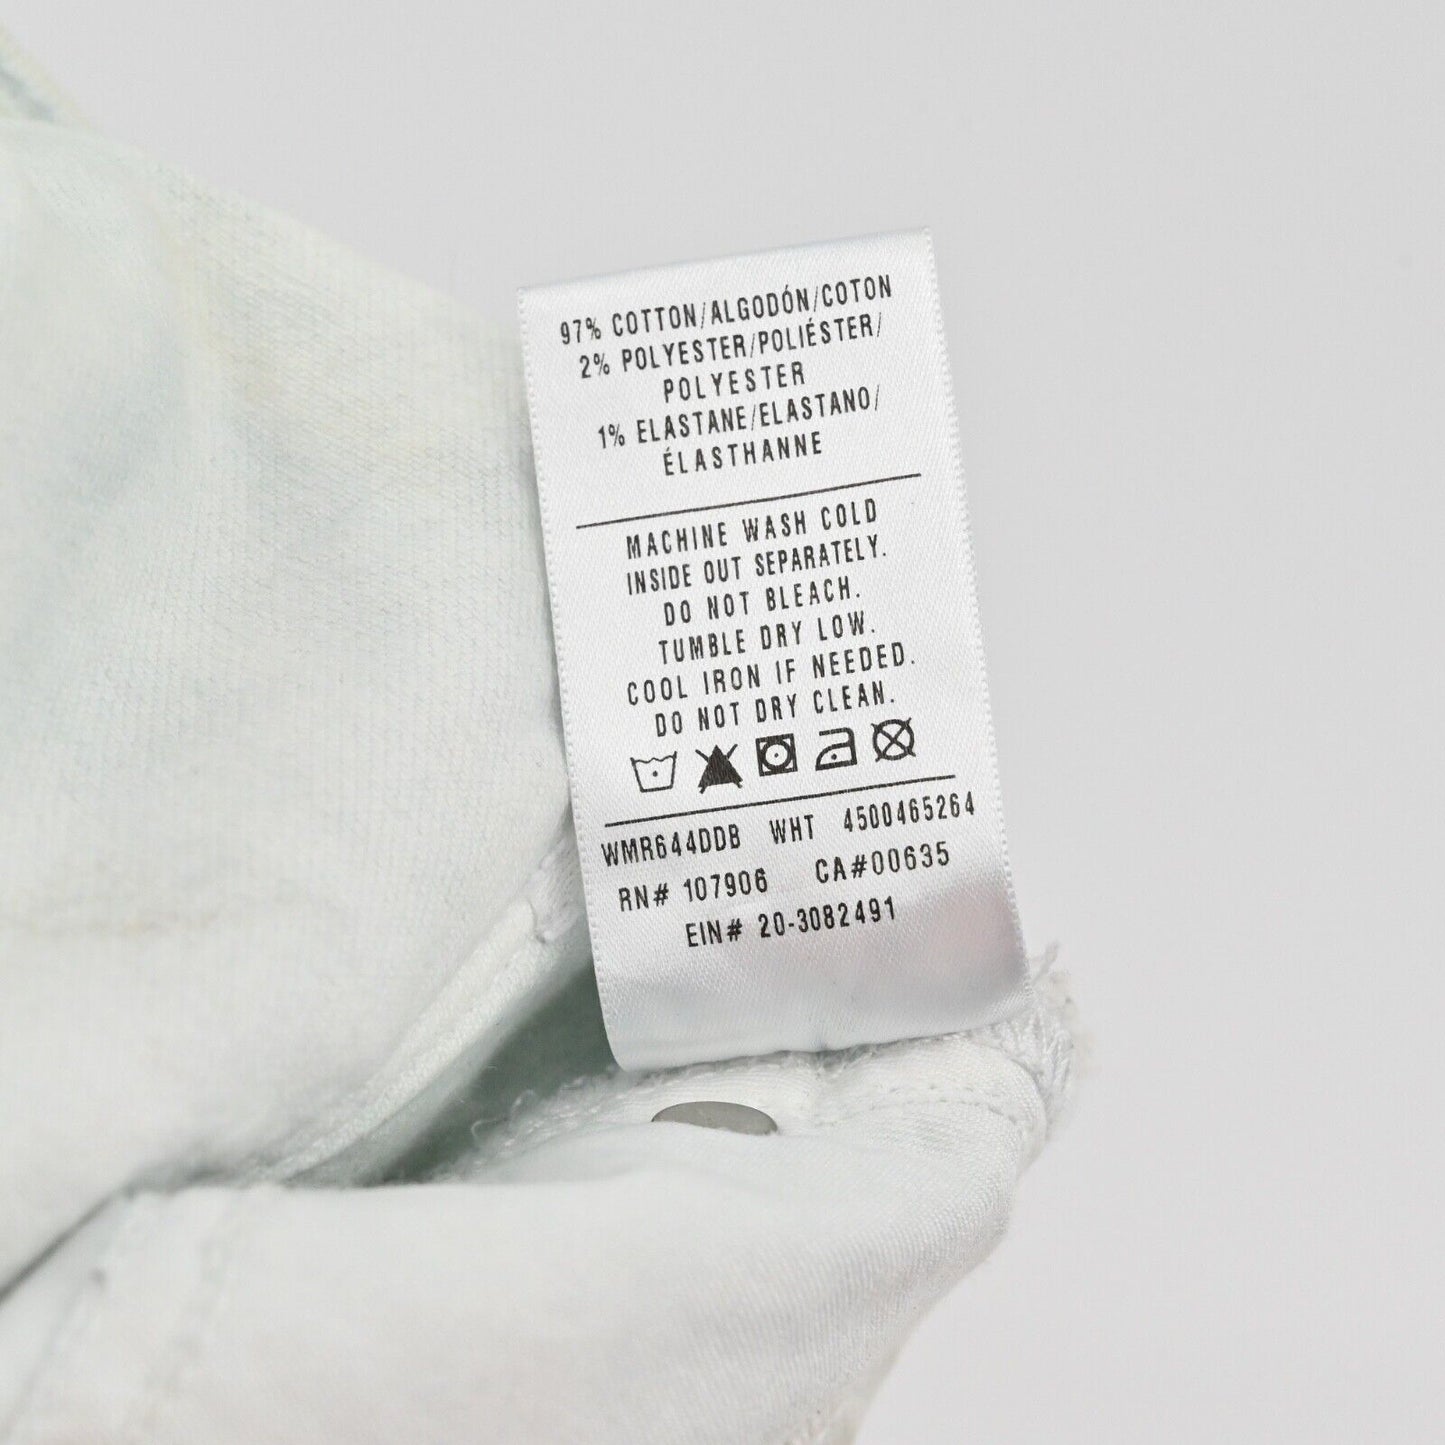 97% COTTON/ALGODÓN/COTON
2% POLYESTER/POLIÉSTER/
POLYESTER
1% ELASTANE/ELASTANO/
ÉLASTHANNE
MACHINE WASH COLD
INSIDE OUT SEPARATELY.
DO NOT BLEACH.
TUMBLE DRY LOW.
COOL IRON IF NEEDED.
DO NOT DRY CLEAN.
WMR644DDB WHT 4500465264
RN# 107906 CA#00635
EIN# 20-3082491